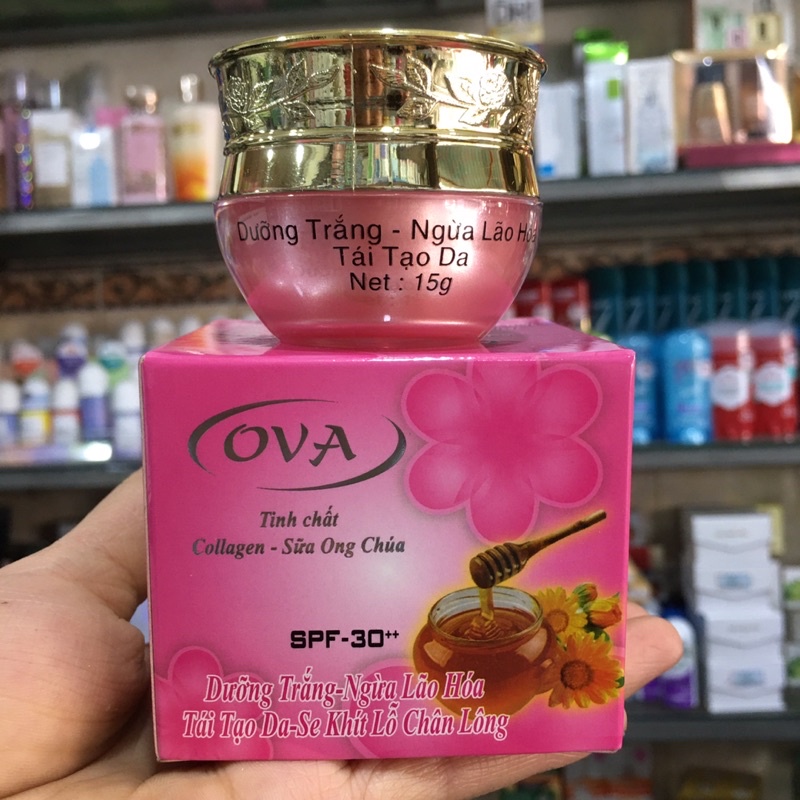 Dưỡng Trắng - Ngừa Lão Hóa
Tái Tạo Da
Net : 15g
OVA
Tinh chất
Collagen - Sữa Ong Chúa
SPF-30++
Dưỡng Trắng-Ngừa Lão Hóa
Tái Tạo Da-Se Khít Lỗ Chân Lông